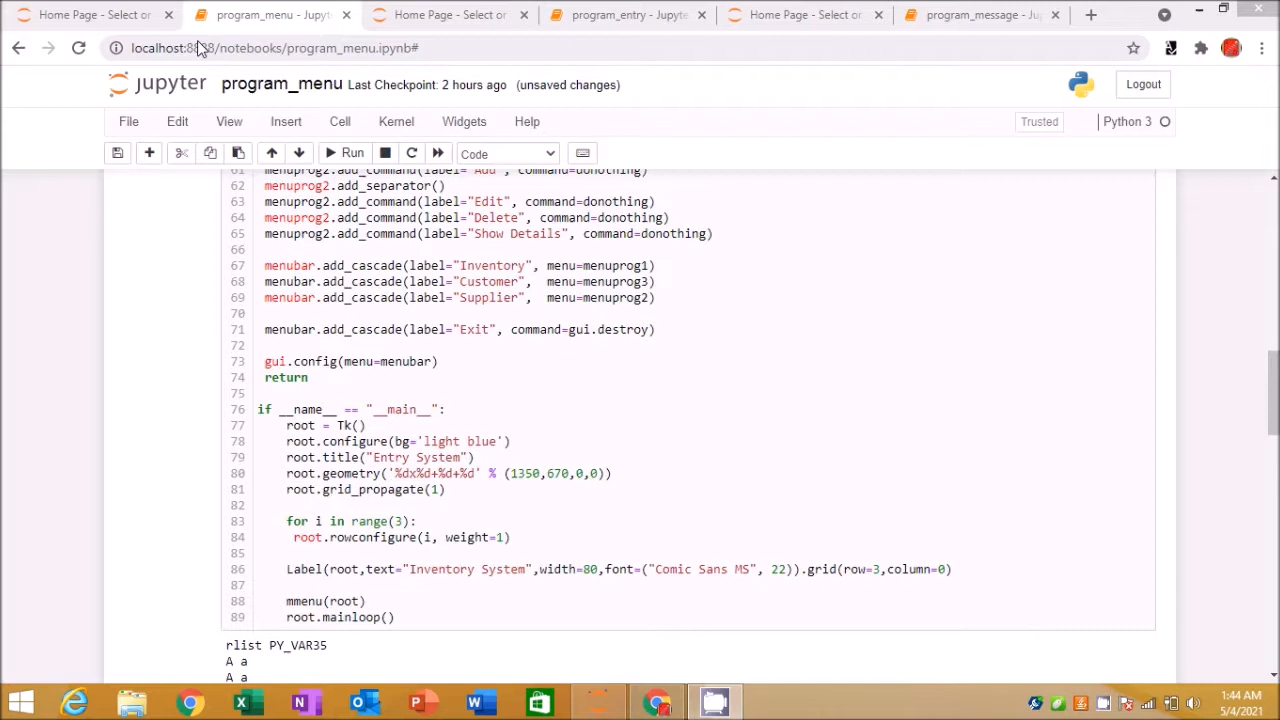 Home Page - Select or
program_menu - Jupyt
Home Page - Select or
program_entry - Jupyte
Home Page - Select or
program_message - Ju
localhost:8888/notebooks/program_menu.ipynb#
jupyter program_menu Last Checkpoint: 2 hours ago (unsaved changes)
Logout
File Edit View Insert Cell Kernel Widgets Help
Trusted
Python 3
Run
Code
61 menuprog2.add_command(label="Add", command=donothing)
62 menuprog2.add_separator()
63 menuprog2.add_command(label="Edit", command=donothing)
64 menuprog2.add_command(label="Delete", command=donothing)
65 menuprog2.add_command(label="Show Details", command=donothing)
66
67 menubar.add_cascade(label="Inventory", menu=menuprog1)
68 menubar.add_cascade(label="Customer",  menu=menuprog3)
69 menubar.add_cascade(label="Supplier",  menu=menuprog2)
70
71 menubar.add_cascade(label="Exit", command=gui.destroy)
72
73 gui.config(menu=menubar)
74 return
75
76 if __name__ == "__main__":
77 root = Tk()
78 root.configure(bg='light blue')
79 root.title("Entry System")
80 root.geometry('%dx%d+%d+%d' % (1350,670,0,0))
81 root.grid_propagate(1)
82
83 for i in range(3):
84 root.rowconfigure(i, weight=1)
85
86 Label(root,text="Inventory System",width=80,font=("Comic Sans MS", 22)).grid(row=3,column=0)
87
88 mmenu(root)
89 root.mainloop()
rlist PY_VAR35
A a
A a
1:44 AM
5/4/2021